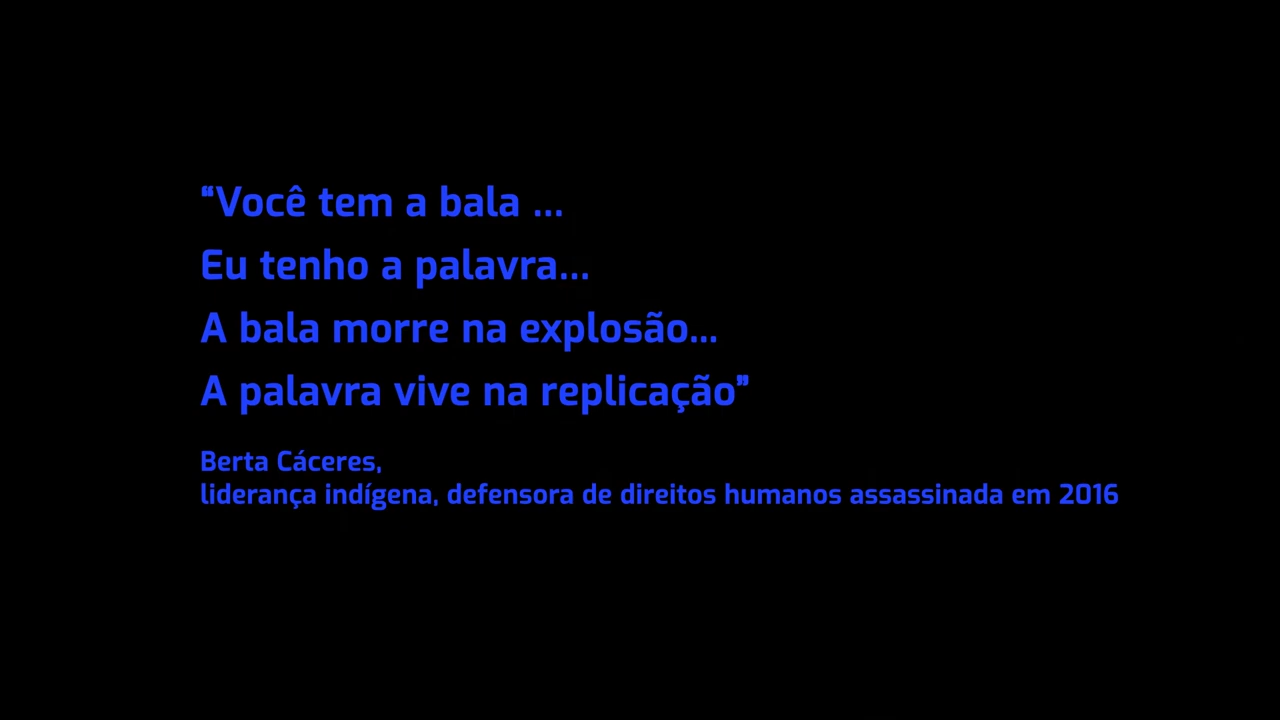 “Você tem a bala ...
Eu tenho a palavra...
A bala morre na explosão...
A palavra vive na replicação”
Berta Cáceres,
liderança indígena, defensora de direitos humanos assassinada em 2016